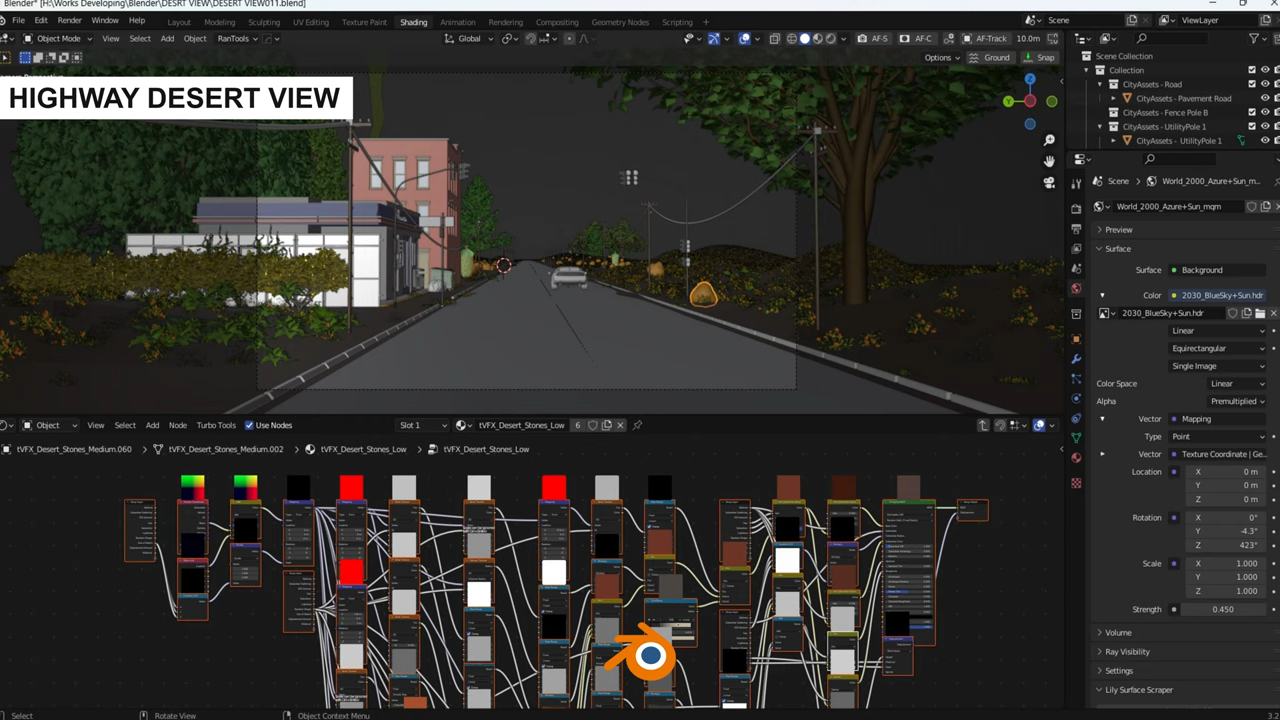 Blender* [H:\Works Developing\Blender\DESRT VIEW\DESERT VIEW011.blend]
File Edit Render Window Help Layout Modeling Sculpting UV Editing Texture Paint Shading Animation Rendering Compositing Geometry Nodes Scripting + Scene ViewLayer
Object Mode View Select Add Object RanTools Global AF-S AF-C AF-Track 10.0m
Options Ground Snap
HIGHWAY DESERT VIEW
Z
Y
Scene Collection
Collection
CityAssets - Road
CityAssets - Pavement Road
CityAssets - Fence Pole B
CityAssets - UtilityPole 1
CityAssets - UtilityPole 1
Scene World_2000_Azure+Sun_m...
World_2000_Azure+Sun_mqm
Preview
Surface
Surface Background
Color 2030_BlueSky+Sun.hdr
2030_BlueSky+Sun.hdr
Linear
Equirectangular
Single Image
Color Space Linear
Alpha Premultiplied
Vector Mapping
Type Point
Vector Texture Coordinate | Ge...
Location X 0 m
Y 0 m
Z 0 m
Rotation X 0°
Y -4.3°
Z 423°
Scale X 1.000
Y 1.000
Z 1.000
Strength 0.450
Volume
Ray Visibility
Settings
Lily Surface Scraper
Object View Select Add Node Turbo Tools Use Nodes Slot 1 tVFX_Desert_Stones_Low 6
tVFX_Desert_Stones_Medium.060 tVFX_Desert_Stones_Medium.002 tVFX_Desert_Stones_Low tVFX_Desert_Stones_Low
Select Rotate View Object Context Menu 3.2